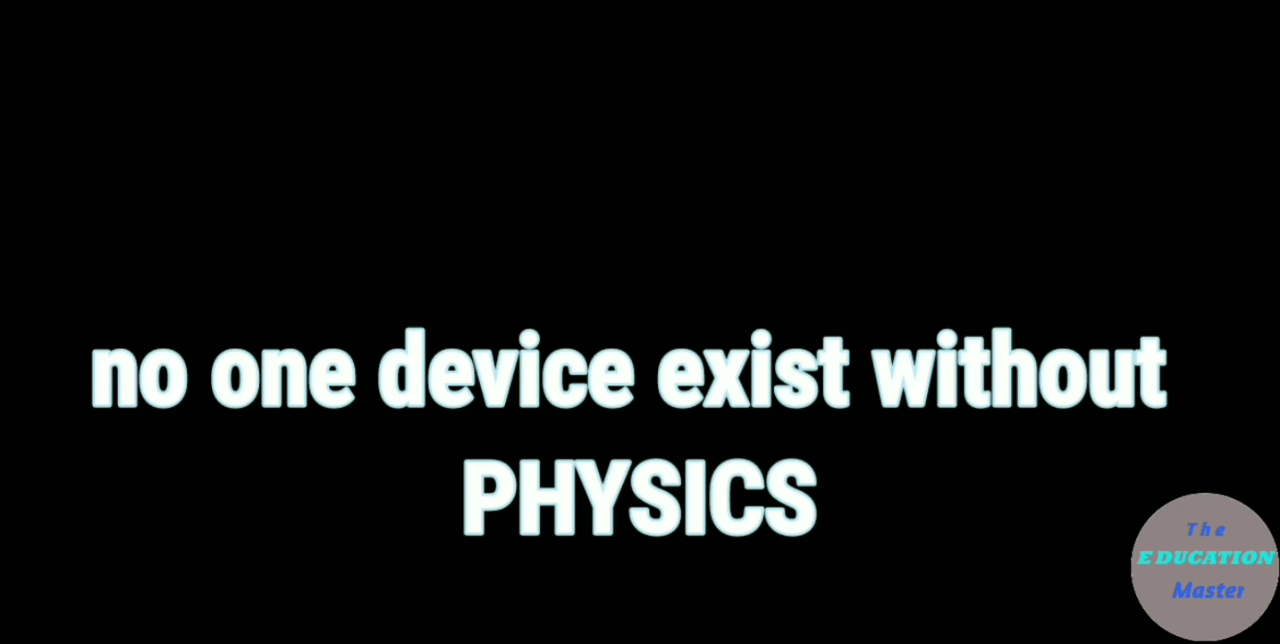 no one device exist without
PHYSICS
The
EDUCATION
Master